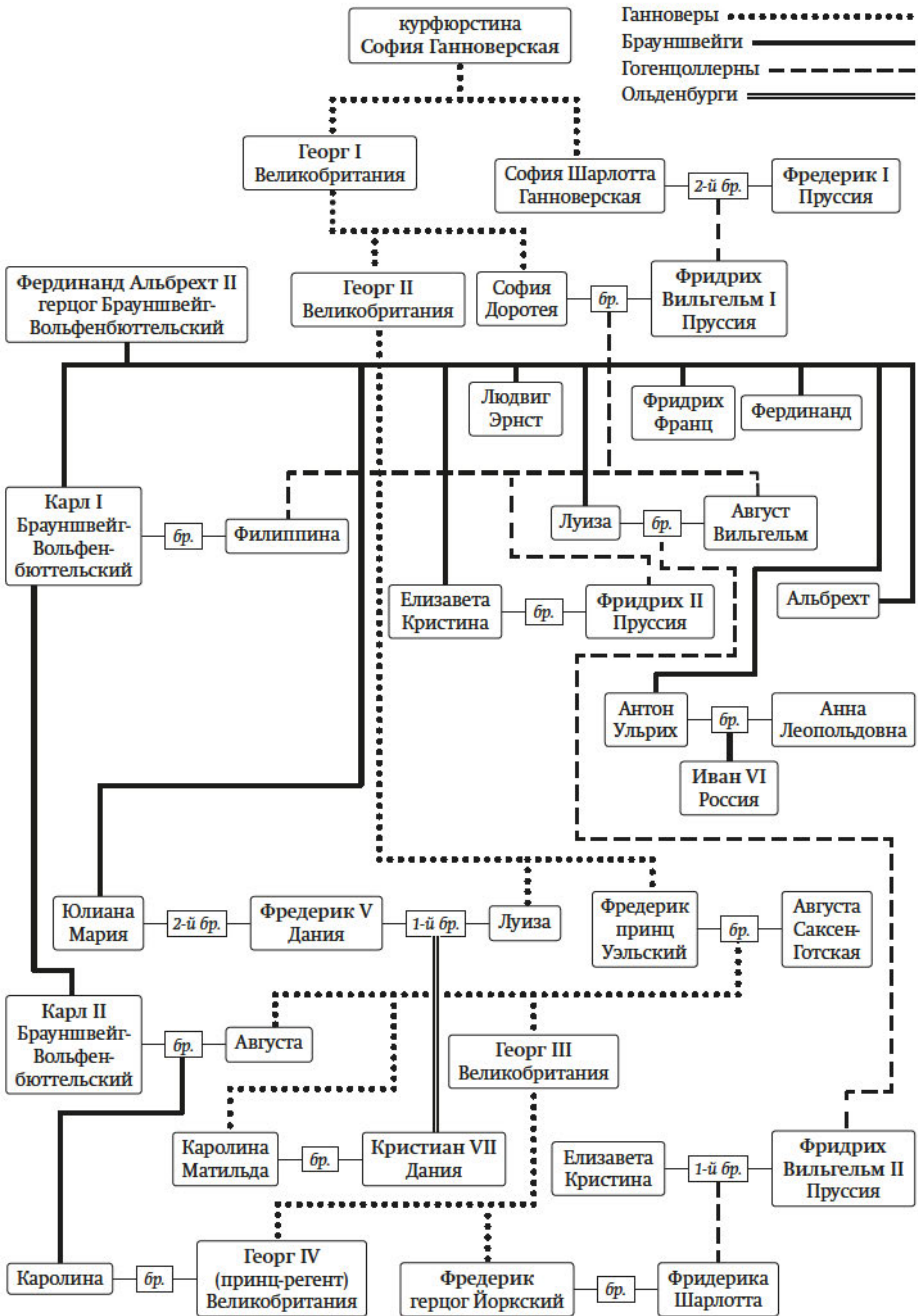 курфюрстина
София Ганноверская
Ганноверы
Брауншвейги
Гогенцоллерны
Ольденбурги
Георг I
Великобритания
София Шарлотта
Ганноверская
2-й бр.
Фредерик I
Пруссия
Фердинанд Альбрехт II
герцог Брауншвейг-
Вольфенбюттельский
Георг II
Великобритания
София
Доротея
бр.
Фридрих
Вильгельм I
Пруссия
Людвиг
Эрнст
Фридрих
Франц
Фердинанд
Карл I
Брауншвейг-
Вольфен-
бюттельский
бр.
Филиппина
Луиза
бр.
Август
Вильгельм
Елизавета
Кристина
бр.
Фридрих II
Пруссия
Альбрехт
Антон
Ульрих
бр.
Анна
Леопольдовна
Иван VI
Россия
Юлиана
Мария
2-й бр.
Фредерик V
Дания
1-й бр.
Луиза
Фредерик
принц
Уэльский
бр.
Августа
Саксен-
Готская
Карл II
Брауншвейг-
Вольфен-
бюттельский
бр.
Августа
Георг III
Великобритания
Каролина
Матильда
бр.
Кристиан VII
Дания
Елизавета
Кристина
1-й бр.
Фридрих
Вильгельм II
Пруссия
Каролина
бр.
Георг IV
(принц-регент)
Великобритания
Фредерик
герцог Йоркский
бр.
Фридерика
Шарлотта